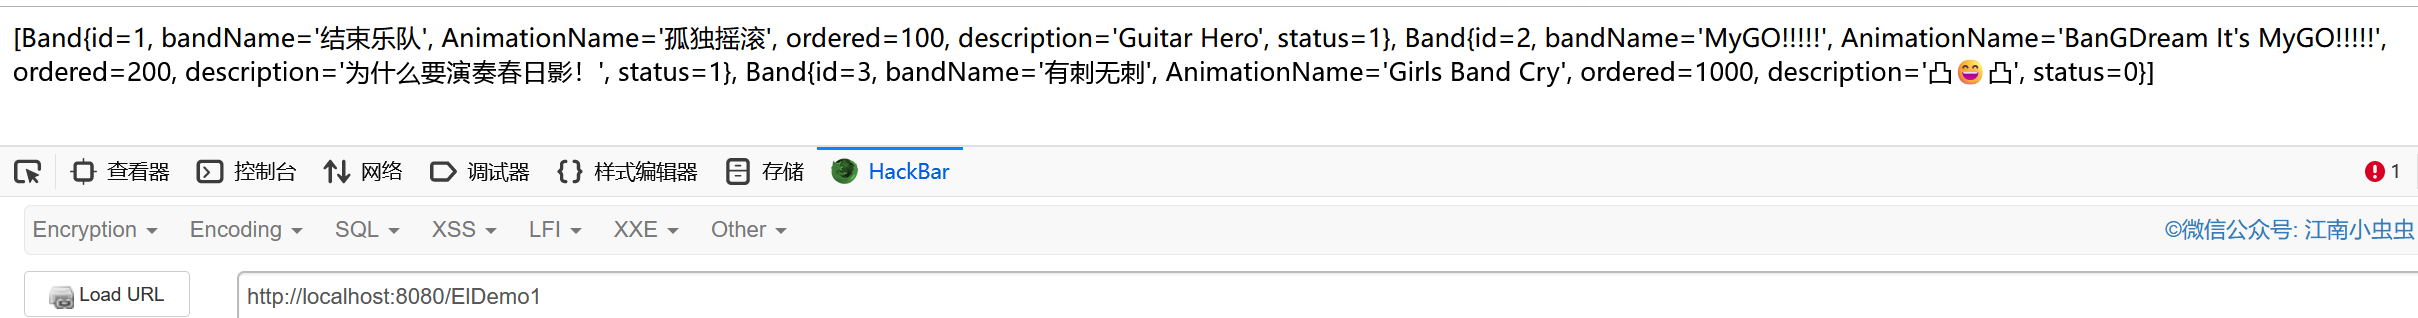 [Band{id=1, bandName='结束乐队', AnimationName='孤独摇滚', ordered=100, description='Guitar Hero', status=1}, Band{id=2, bandName='MyGO!!!!!', AnimationName='BanGDream It's MyGO!!!!!',
ordered=200, description='为什么要演奏春日影！', status=1}, Band{id=3, bandName='有刺无刺', AnimationName='Girls Band Cry', ordered=1000, description='凸😄凸', status=0}]
查看器 控制台 网络 调试器 样式编辑器 存储 HackBar 1
Encryption Encoding SQL XSS LFI XXE Other ©微信公众号: 江南小虫虫
Load URL http://localhost:8080/ElDemo1